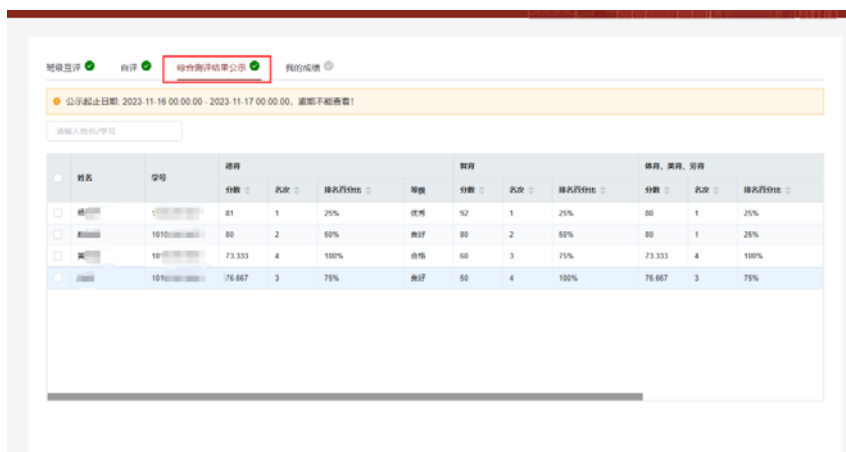 班级互评 自评 综合测评结果公示 我的成绩
公示起止日期: 2023-11-16 00:00:00 - 2023-11-17 00:00:00, 逾期不能查看!
请输入姓名/学号
姓名 学号 德育 智育 体育、美育、劳育
分数 名次 排名百分比 等级 分数 名次 排名百分比 分数 名次 排名百分比
81 1 25% 优秀 92 1 25% 80 1 25%
1010 80 2 50% 良好 80 2 50% 80 1 25%
73.333 4 100% 合格 60 3 75% 73.333 4 100%
101 76.667 3 75% 良好 50 4 100% 76.667 3 75%